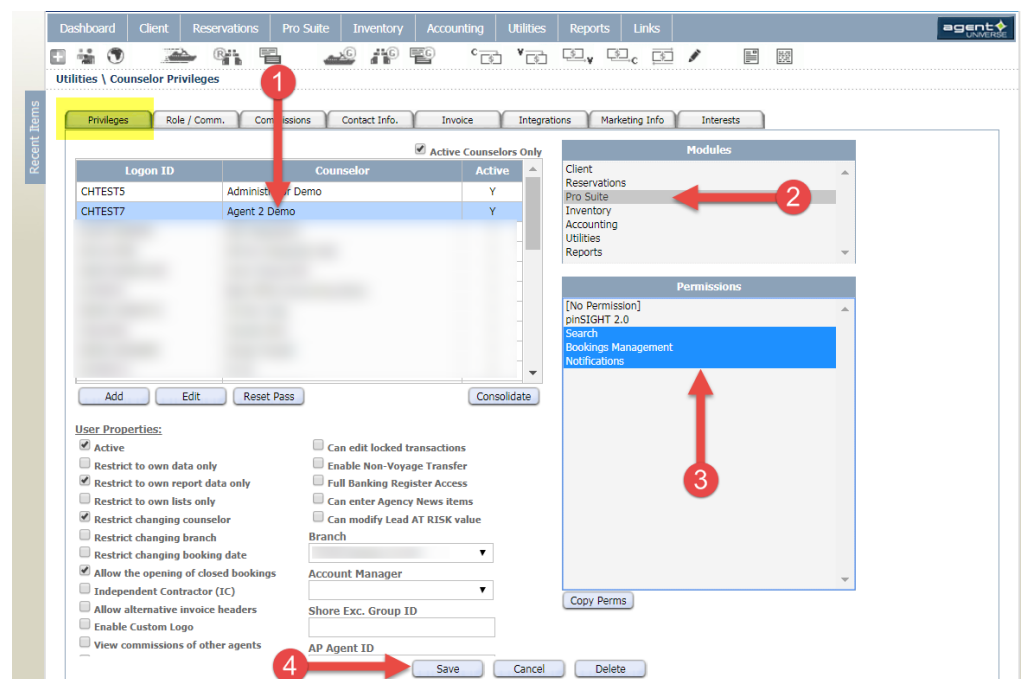 Dashboard Client Reservations Pro Suite Inventory Accounting Utilities Reports Links
agent
UNIVERSE
Utilities \ Counselor Privileges
Recent Items
1
Privileges Role / Comm. Commissions Contact Info. Invoice Integrations Marketing Info Interests
Active Counselors Only
Logon ID Counselor Active
CHTEST5 Administrator Demo Y
CHTEST7 Agent 2 Demo Y
Add Edit Reset Pass Consolidate
Modules
Client
Reservations
Pro Suite
2
Inventory
Accounting
Utilities
Reports
Permissions
[No Permission]
pinSIGHT 2.0
Search
Bookings Management
Notifications
3
Copy Perms
User Properties:
Active
Restrict to own data only
Restrict to own report data only
Restrict to own lists only
Restrict changing counselor
Restrict changing branch
Restrict changing booking date
Allow the opening of closed bookings
Independent Contractor (IC)
Allow alternative invoice headers
Enable Custom Logo
View commissions of other agents
Can edit locked transactions
Enable Non-Voyage Transfer
Full Banking Register Access
Can enter Agency News items
Can modify Lead AT RISK value
Branch
Account Manager
Shore Exc. Group ID
AP Agent ID
4
Save Cancel Delete